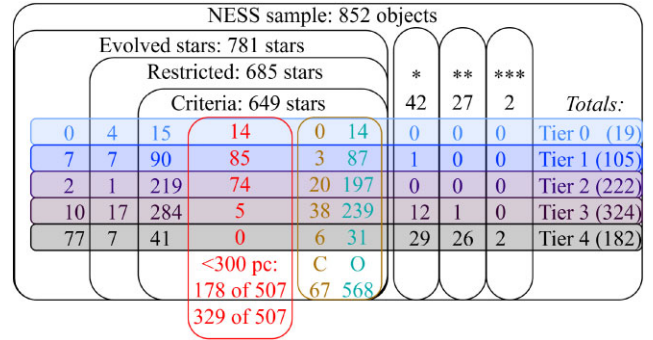 NESS sample: 852 objects
Evolved stars: 781 stars
Restricted: 685 stars * ** ***
Criteria: 649 stars 42 27 2 Totals:
0 4 15 14 0 14 0 0 0 Tier 0 (19)
7 7 90 85 3 87 1 0 0 Tier 1 (105)
2 1 219 74 20 197 0 0 0 Tier 2 (222)
10 17 284 5 38 239 12 1 0 Tier 3 (324)
77 7 41 0 6 31 29 26 2 Tier 4 (182)
<300 pc: C O
178 of 507 67 568
329 of 507